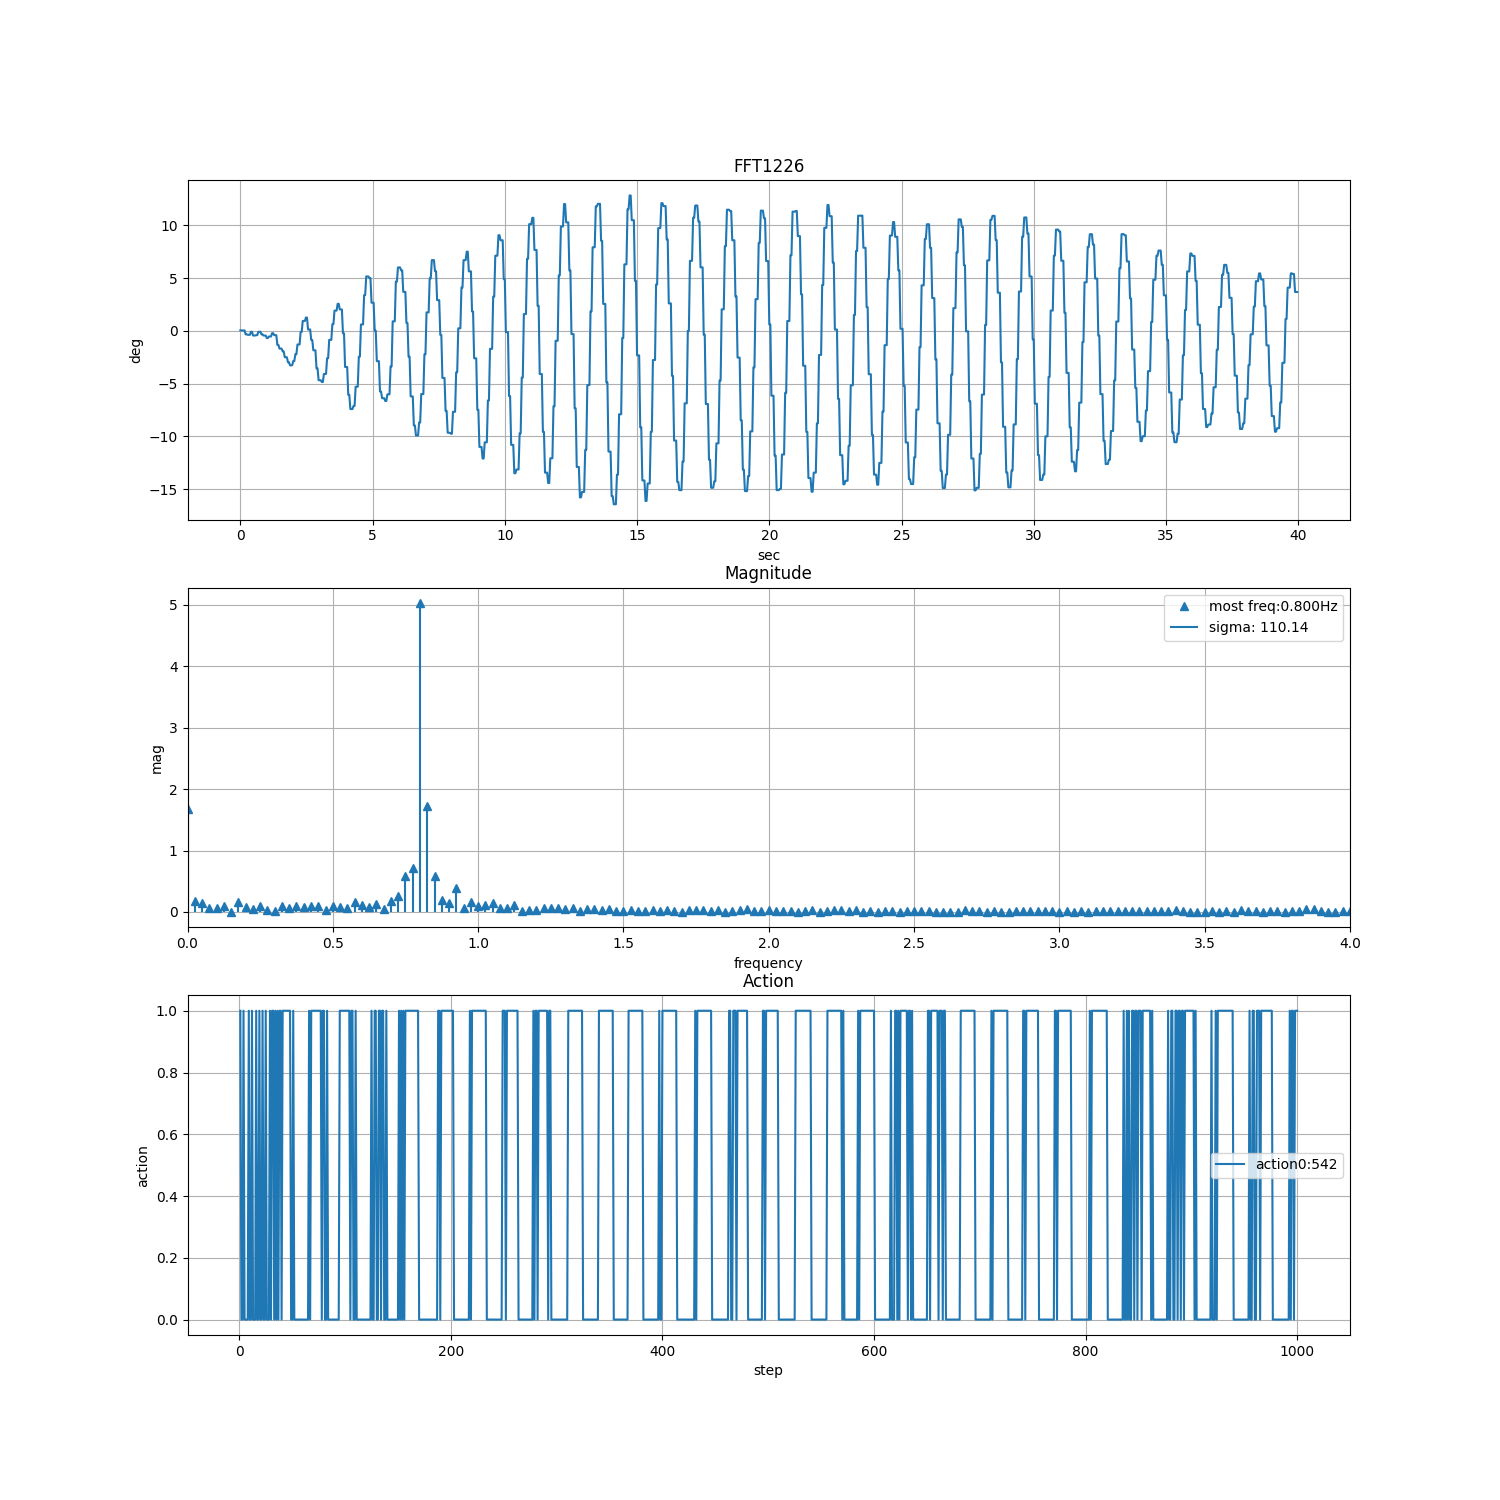 FFT1226
10
5
0
−5
−10
−15
deg
0 5 10 15 20 25 30 35 40
sec
Magnitude
most freq:0.800Hz
sigma: 110.14
5
4
3
2
1
0
mag
0.0 0.5 1.0 1.5 2.0 2.5 3.0 3.5 4.0
frequency
Action
1.0
0.8
0.6
0.4
0.2
0.0
action
action0:542
0 200 400 600 800 1000
step